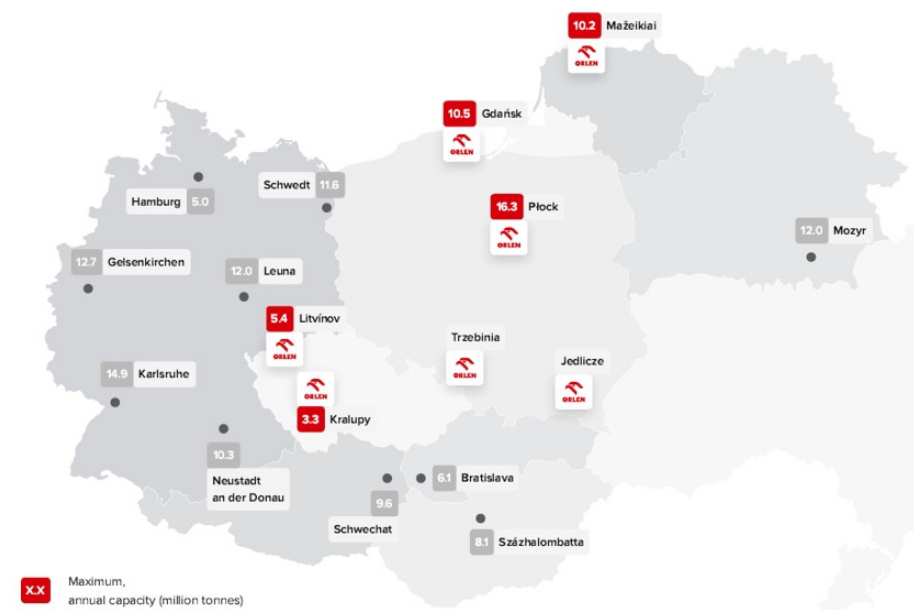 10.2 Mažeikiai
ORLEN
10.5 Gdańsk
ORLEN
Schwedt 11.6
Hamburg 5.0
16.3 Płock
ORLEN
12.0 Mozyr
12.7 Gelsenkirchen
12.0 Leuna
5.4 Litvínov
ORLEN
Trzebinia
ORLEN
Jedlicze
ORLEN
14.9 Karlsruhe
ORLEN
3.3 Kralupy
10.3
Neustadt
an der Donau
6.1 Bratislava
9.6
Schwechat
8.1 Százhalombatta
X.X
Maximum,
annual capacity (million tonnes)